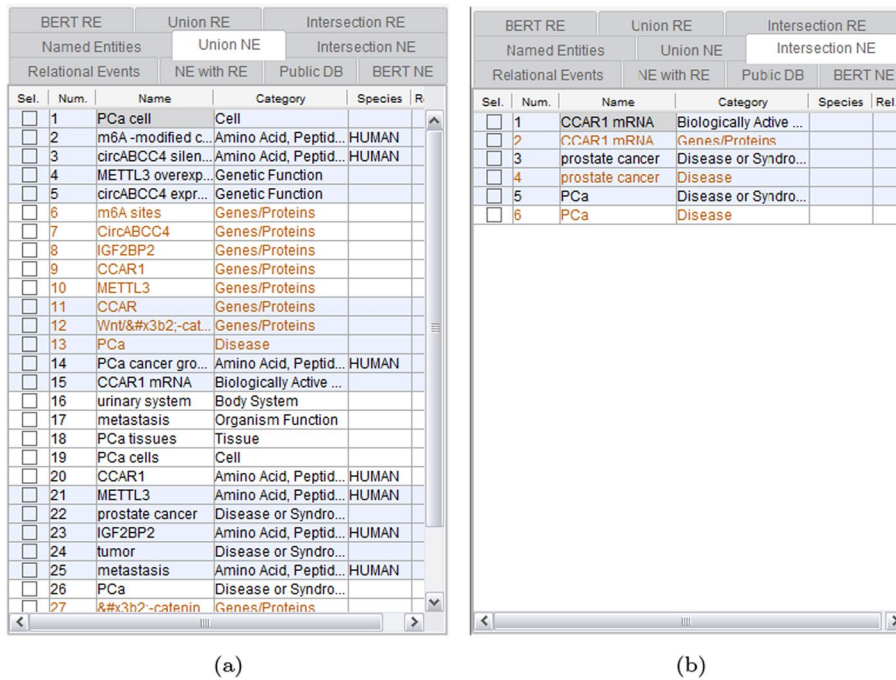 BERT RE Union RE Intersection RE
Named Entities Union NE Intersection NE
Relational Events NE with RE Public DB BERT NE
Sel. Num. Name Category Species R
1 PCa cell Cell
2 m6A -modified c... Amino Acid, Peptid... HUMAN
3 circABCC4 silen... Amino Acid, Peptid... HUMAN
4 METTL3 overexp... Genetic Function
5 circABCC4 expr... Genetic Function
6 m6A sites Genes/Proteins
7 CircABCC4 Genes/Proteins
8 IGF2BP2 Genes/Proteins
9 CCAR1 Genes/Proteins
10 METTL3 Genes/Proteins
11 CCAR Genes/Proteins
12 Wnt/&#x3b2;-cat... Genes/Proteins
13 PCa Disease
14 PCa cancer gro... Amino Acid, Peptid... HUMAN
15 CCAR1 mRNA Biologically Active ...
16 urinary system Body System
17 metastasis Organism Function
18 PCa tissues Tissue
19 PCa cells Cell
20 CCAR1 Amino Acid, Peptid... HUMAN
21 METTL3 Amino Acid, Peptid... HUMAN
22 prostate cancer Disease or Syndro...
23 IGF2BP2 Amino Acid, Peptid... HUMAN
24 tumor Disease or Syndro...
25 metastasis Amino Acid, Peptid... HUMAN
26 PCa Disease or Syndro...
27 &#x3b2;-catenin Genes/Proteins
(a)
BERT RE Union RE Intersection RE
Named Entities Union NE Intersection NE
Relational Events NE with RE Public DB BERT NE
Sel. Num. Name Category Species Rel.
1 CCAR1 mRNA Biologically Active ...
2 CCAR1 mRNA Genes/Proteins
3 prostate cancer Disease or Syndro...
4 prostate cancer Disease
5 PCa Disease or Syndro...
6 PCa Disease
(b)